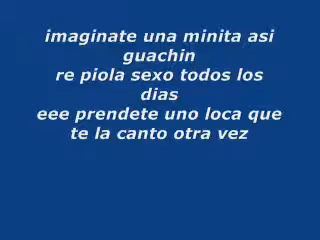 imaginate una minita asi
guachin
re piola sexo todos los
dias
eee prendete uno loca que
te la canto otra vez